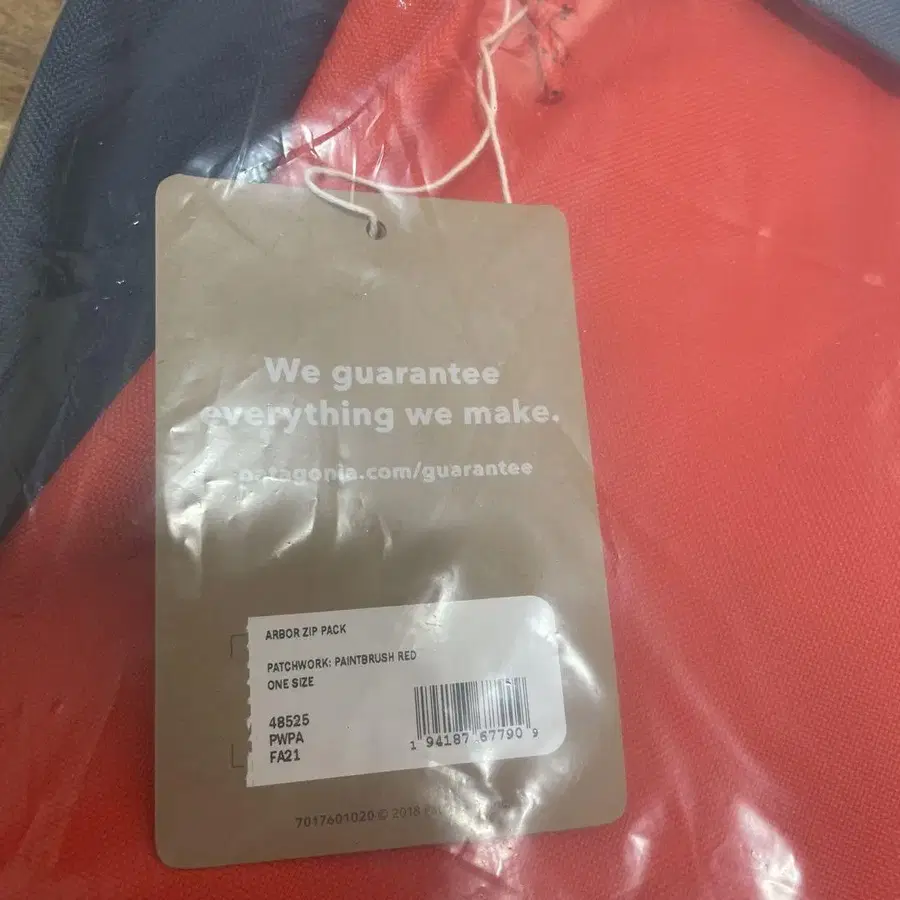 We guarantee
everything we make.
patagonia.com/guarantee
ARBOR ZIP PACK
PATCHWORK: PAINTBRUSH RED
ONE SIZE
48525
PWPA
FA21
1 94187 67790 9
7017601020 © 2018